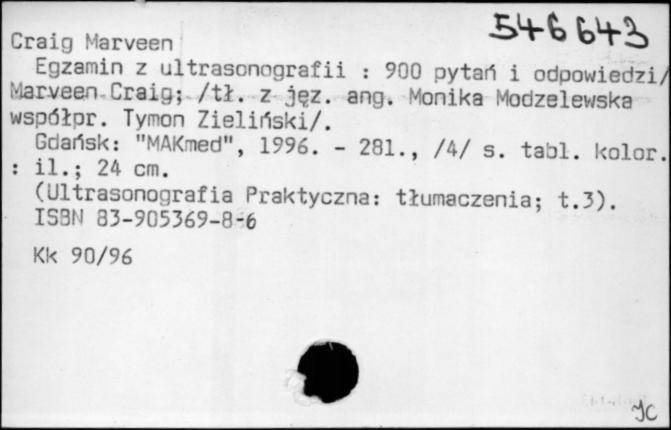 546643
Craig Marveen
Egzamin z ultrasonografii : 900 pytań i odpowiedzi/
Marveen Craig; /tł. z jęz. ang. Monika Modzelewska
współpr. Tymon Zieliński/.
Gdańsk: "MAKmed", 1996. - 281., /4/ s. tabl. kolor.
: il.; 24 cm.
(Ultrasonografia Praktyczna: tłumaczenia; t.3).
ISBN 83-905369-8-6
Kk 90/96